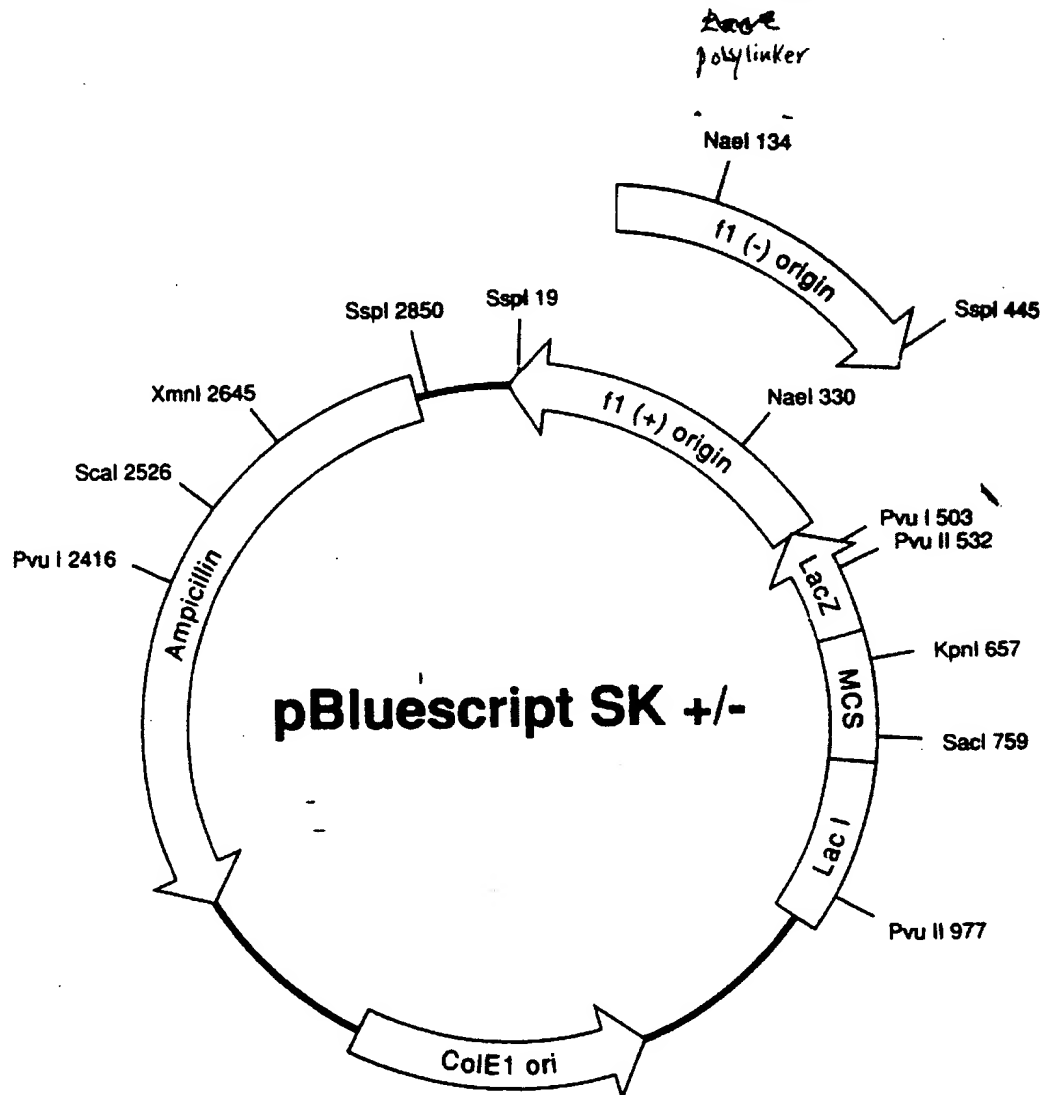 polylinker
NaeI 134
f1 (-) origin
SspI 445
SspI 19
SspI 2850
XmnI 2645
NaeI 330
f1 (+) origin
ScaI 2526
Pvu I 503
Pvu II 532
Pvu I 2416
Ampicillin
LacZ
KpnI 657
MCS
pBluescript SK +/-
SacI 759
Lac I
Pvu II 977
ColE1 ori